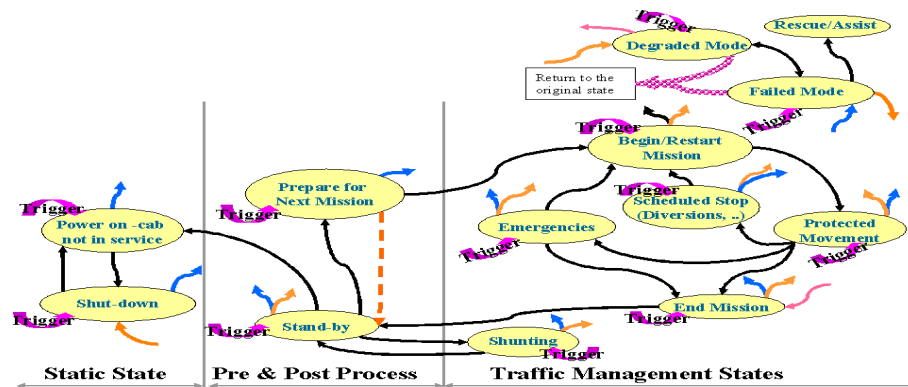 Trigger
Rescue/Assist
Degraded Mode
Return to the
original state
Failed Mode
Trigger
Trigger
Begin/Restart
Mission
Prepare for
Next Mission
Trigger
Trigger
Scheduled Stop
(Diversions, ..)
Trigger
Power on -cab
not in service
Emergencies
Protected
Movement
Trigger
Trigger
Shut-down
End Mission
Trigger
Trigger
Stand-by
Trigger
Shunting
Trigger
Static State
Pre & Post Process
Traffic Management States